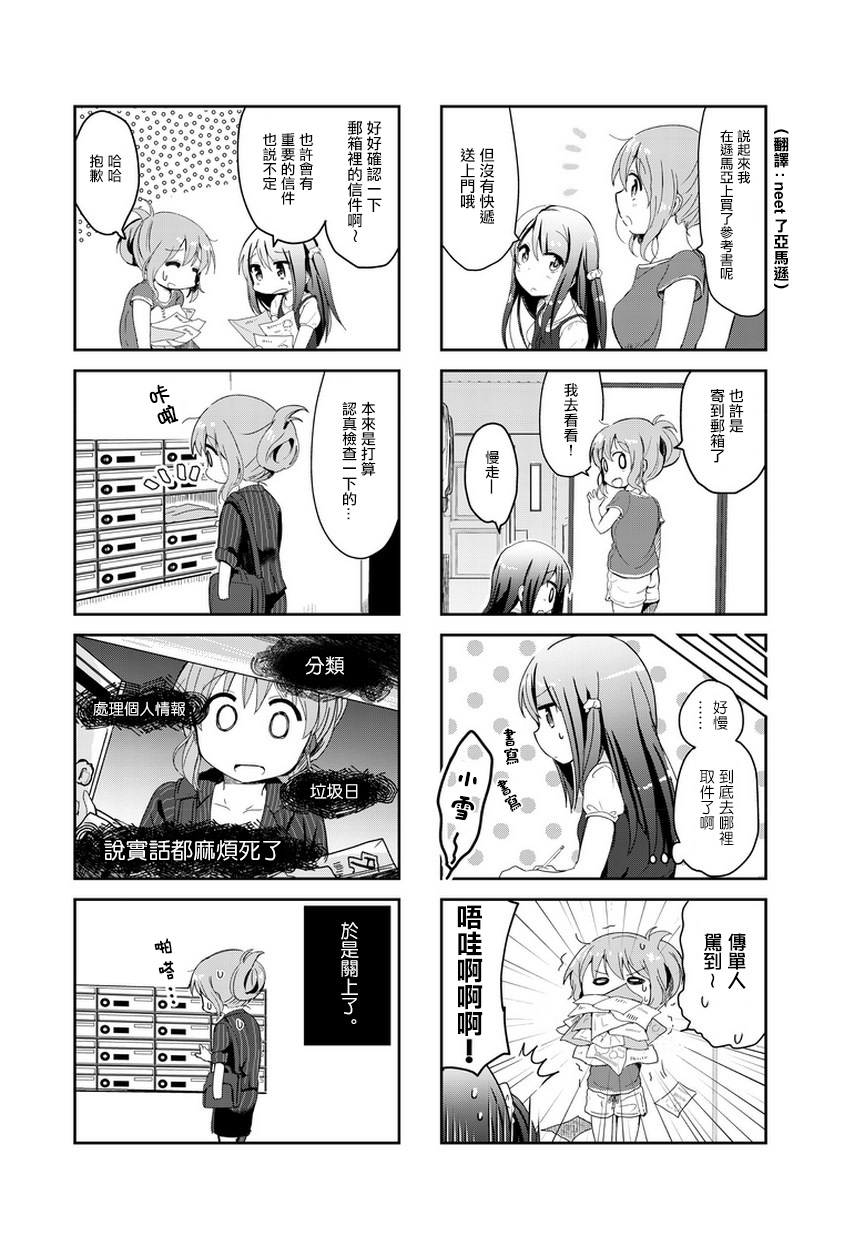 (翻譯：neet了亞馬遜)
說起來我
在遜馬亞上買了參考書呢
但沒有快遞
送上門哦
也許是
寄到郵箱了
我去看看！
慢走ー
好慢
……
到底去哪裡
取件了啊
書寫
書寫
小雪～
傳單人
駕到～
唔哇啊啊啊！
好好確認一下
郵箱裡的信件啊～
也許會有
重要的信件
也說不定
哈哈
抱歉
本來是打算
認真檢查一下的…
咔
啦
分類
處理個人情報
垃圾日
說實話都麻煩死了
於是關上了。
啪
嗒…